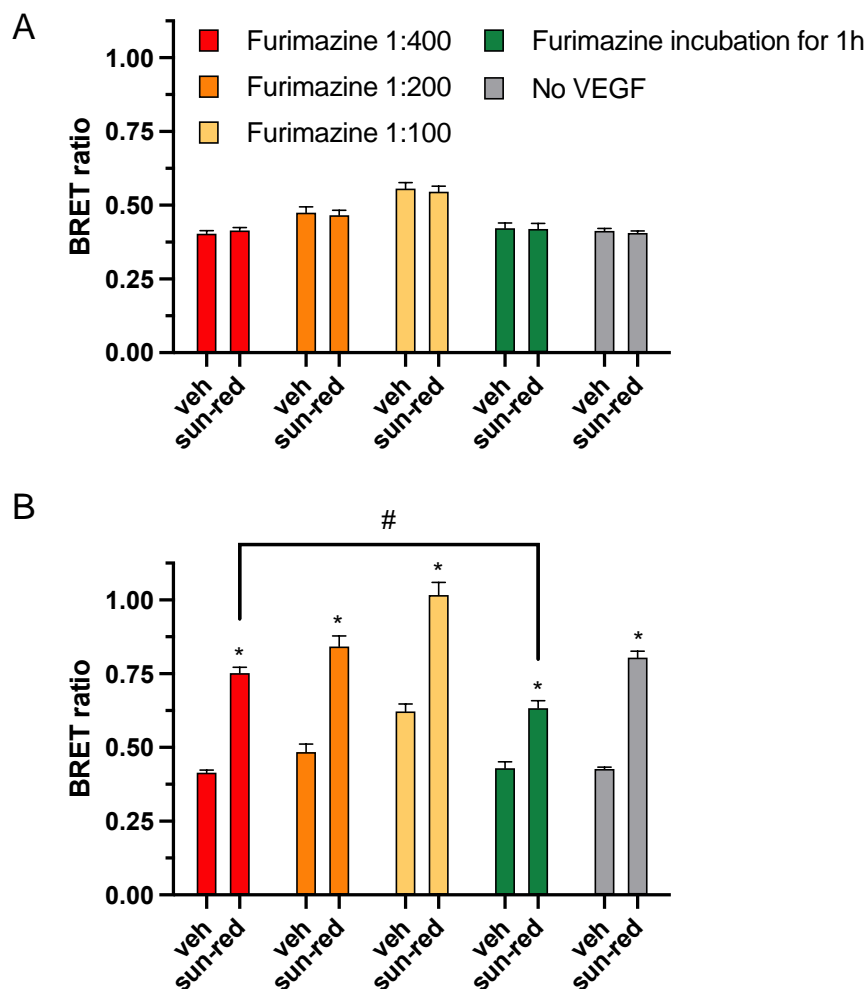 A
Furimazine 1:400
Furimazine 1:200
Furimazine 1:100
Furimazine incubation for 1h
No VEGF
BRET ratio
1.00
0.75
0.50
0.25
0.00
veh
sun-red
veh
sun-red
veh
sun-red
veh
sun-red
veh
sun-red
B
#
BRET ratio
1.00
0.75
0.50
0.25
0.00
*
*
*
*
*
veh
sun-red
veh
sun-red
veh
sun-red
veh
sun-red
veh
sun-red